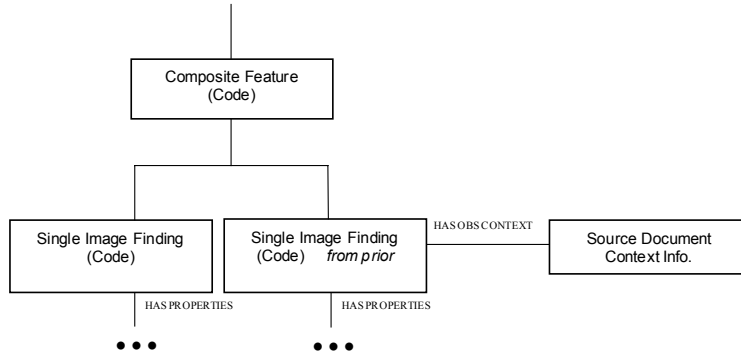 Composite Feature
(Code)
Single Image Finding
(Code)
Single Image Finding
(Code) from prior
HAS OBS CONTEXT
Source Document
Context Info.
HAS PROPERTIES
HAS PROPERTIES